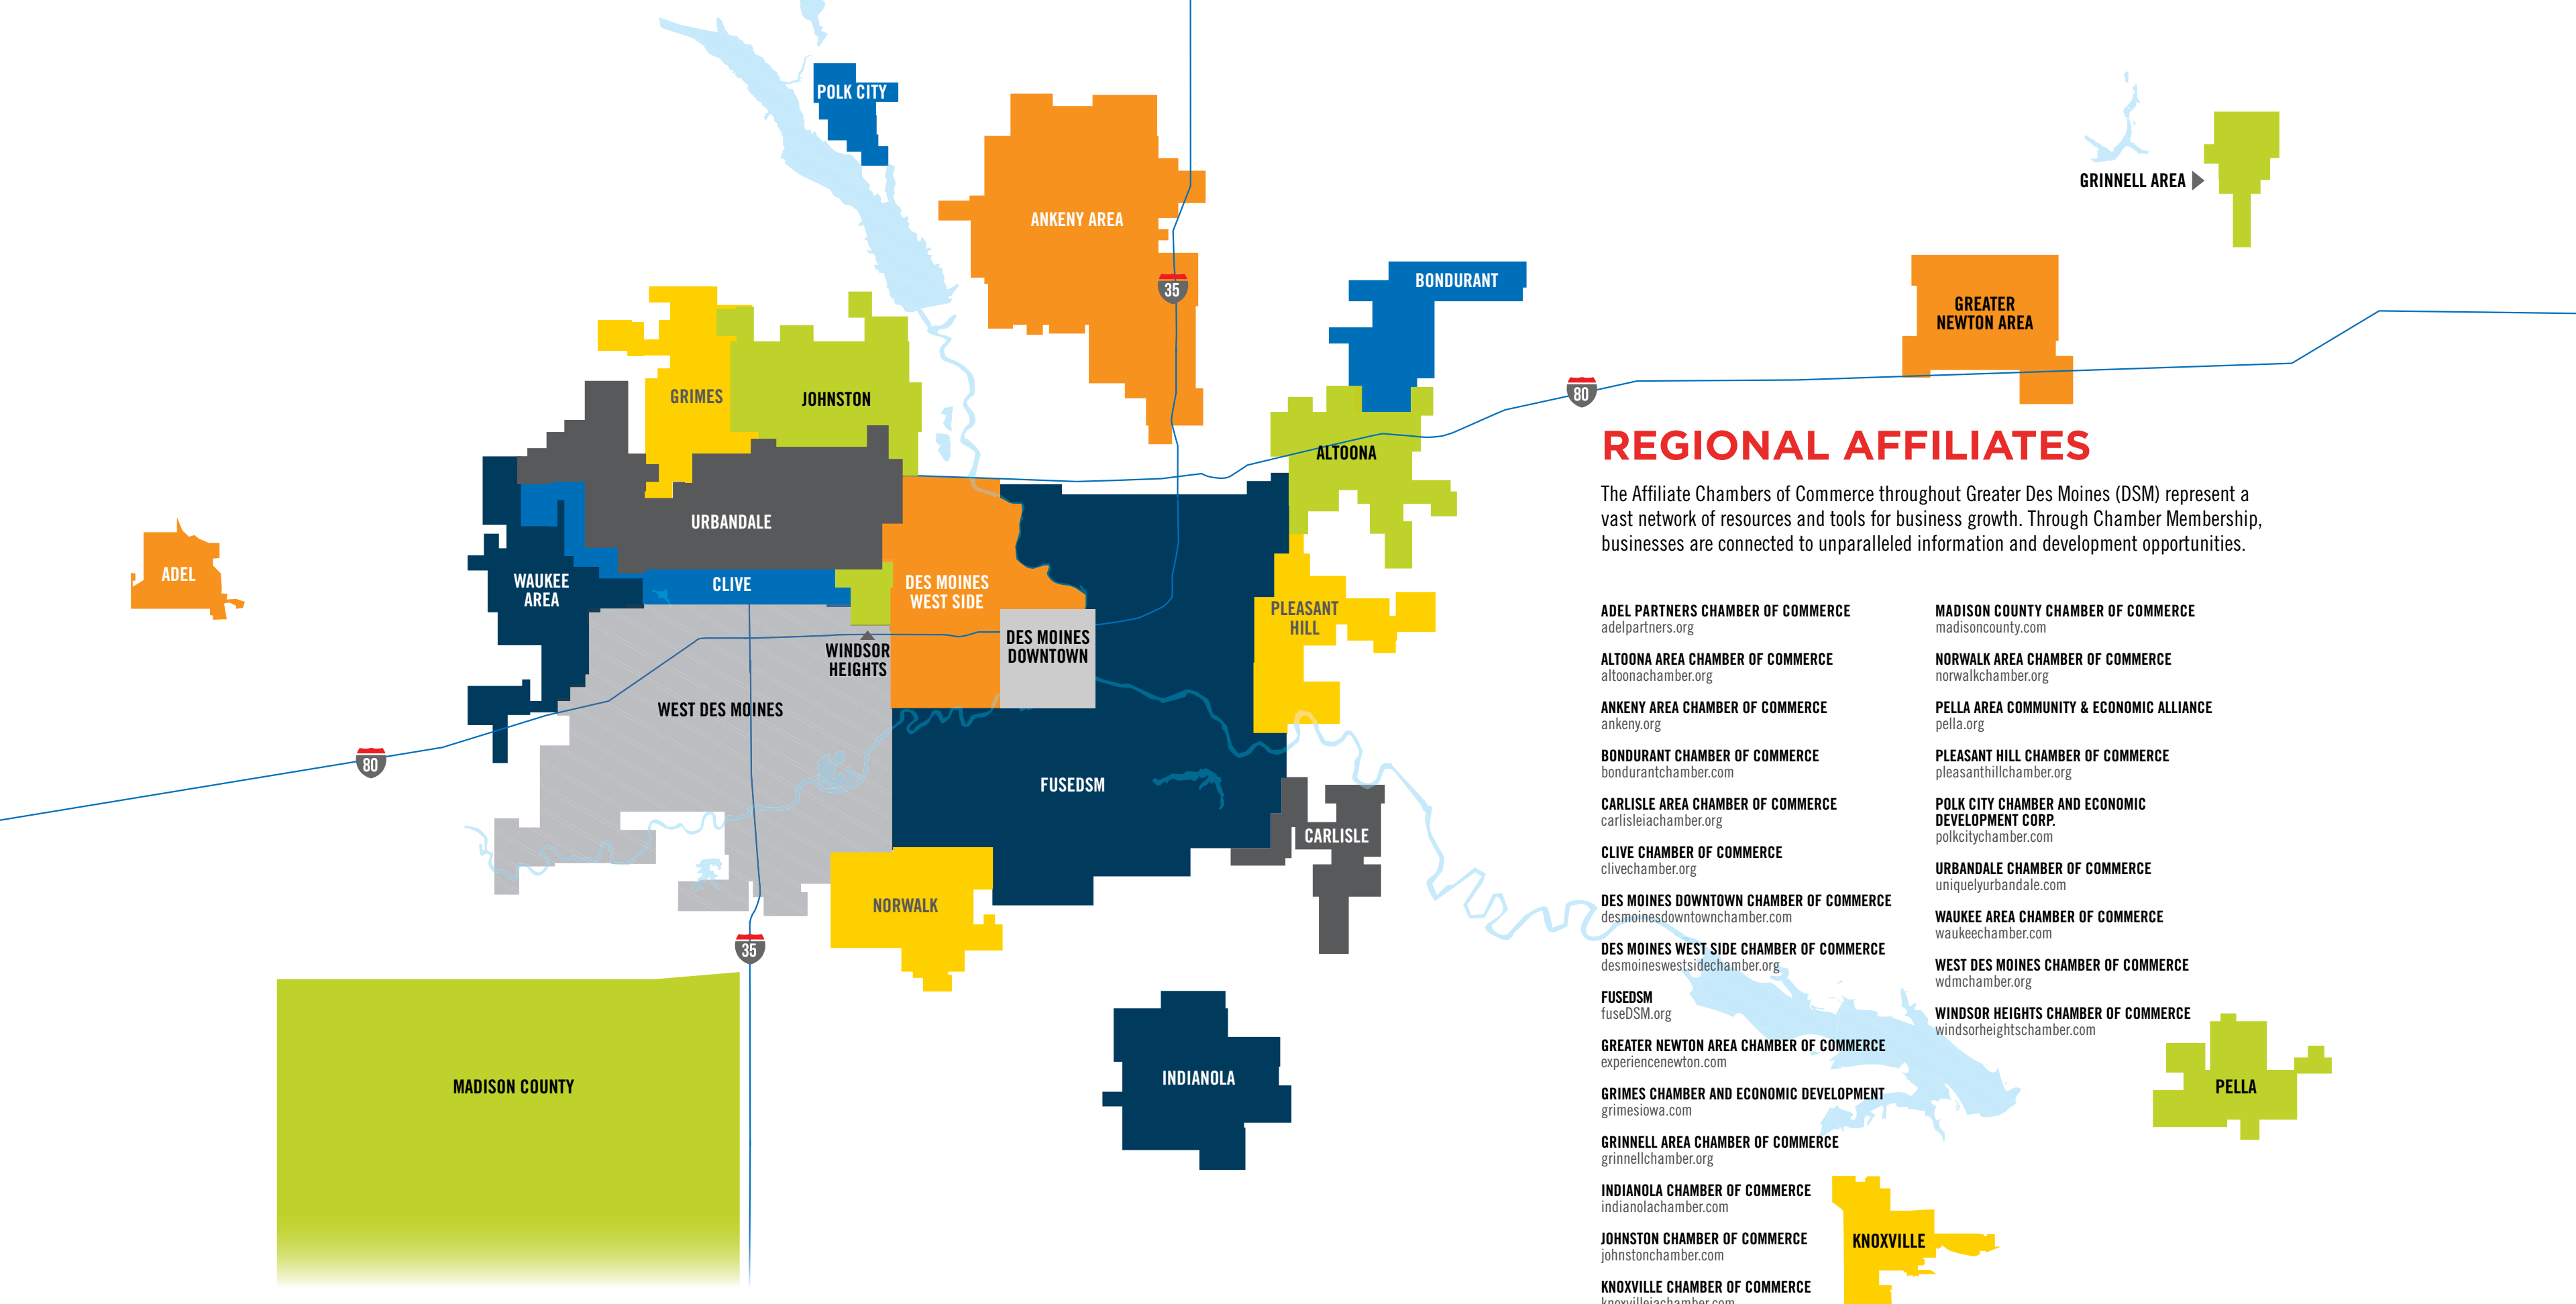 POLK CITY
ANKENY AREA
GRINNELL AREA
35
BONDURANT
GREATER
NEWTON AREA
GRIMES
JOHNSTON
80
ALTOONA
URBANDALE
ADEL
WAUKEE
AREA
CLIVE
DES MOINES
WEST SIDE
PLEASANT
HILL
DES MOINES
DOWNTOWN
WINDSOR
HEIGHTS
WEST DES MOINES
80
FUSEDSM
CARLISLE
NORWALK
35
MADISON COUNTY
INDIANOLA
PELLA
KNOXVILLE
REGIONAL AFFILIATES
The Affiliate Chambers of Commerce throughout Greater Des Moines (DSM) represent a
vast network of resources and tools for business growth. Through Chamber Membership,
businesses are connected to unparalleled information and development opportunities.
ADEL PARTNERS CHAMBER OF COMMERCE
adelpartners.org
ALTOONA AREA CHAMBER OF COMMERCE
altoonachamber.org
ANKENY AREA CHAMBER OF COMMERCE
ankeny.org
BONDURANT CHAMBER OF COMMERCE
bondurantchamber.com
CARLISLE AREA CHAMBER OF COMMERCE
carlisleiachamber.org
CLIVE CHAMBER OF COMMERCE
clivechamber.org
DES MOINES DOWNTOWN CHAMBER OF COMMERCE
desmoinesdowntownchamber.com
DES MOINES WEST SIDE CHAMBER OF COMMERCE
desmoineswestsidechamber.org
FUSEDSM
fuseDSM.org
GREATER NEWTON AREA CHAMBER OF COMMERCE
experiencenewton.com
GRIMES CHAMBER AND ECONOMIC DEVELOPMENT
grimesiowa.com
GRINNELL AREA CHAMBER OF COMMERCE
grinnellchamber.org
INDIANOLA CHAMBER OF COMMERCE
indianolachamber.com
JOHNSTON CHAMBER OF COMMERCE
johnstonchamber.com
KNOXVILLE CHAMBER OF COMMERCE
knoxvilleiachamber.com
MADISON COUNTY CHAMBER OF COMMERCE
madisoncounty.com
NORWALK AREA CHAMBER OF COMMERCE
norwalkchamber.org
PELLA AREA COMMUNITY & ECONOMIC ALLIANCE
pella.org
PLEASANT HILL CHAMBER OF COMMERCE
pleasanthillchamber.org
POLK CITY CHAMBER AND ECONOMIC
DEVELOPMENT CORP.
polkcitychamber.com
URBANDALE CHAMBER OF COMMERCE
uniquelyurbandale.com
WAUKEE AREA CHAMBER OF COMMERCE
waukeechamber.com
WEST DES MOINES CHAMBER OF COMMERCE
wdmchamber.org
WINDSOR HEIGHTS CHAMBER OF COMMERCE
windsorheightschamber.com